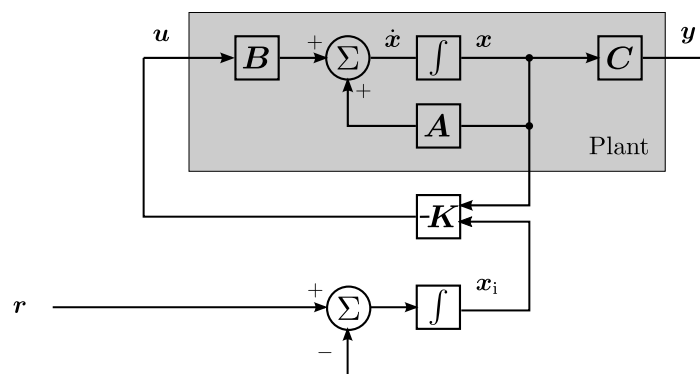 u B + Σ ẋ ∫ x C y
+
A
Plant
-K
r + Σ ∫ xi
−